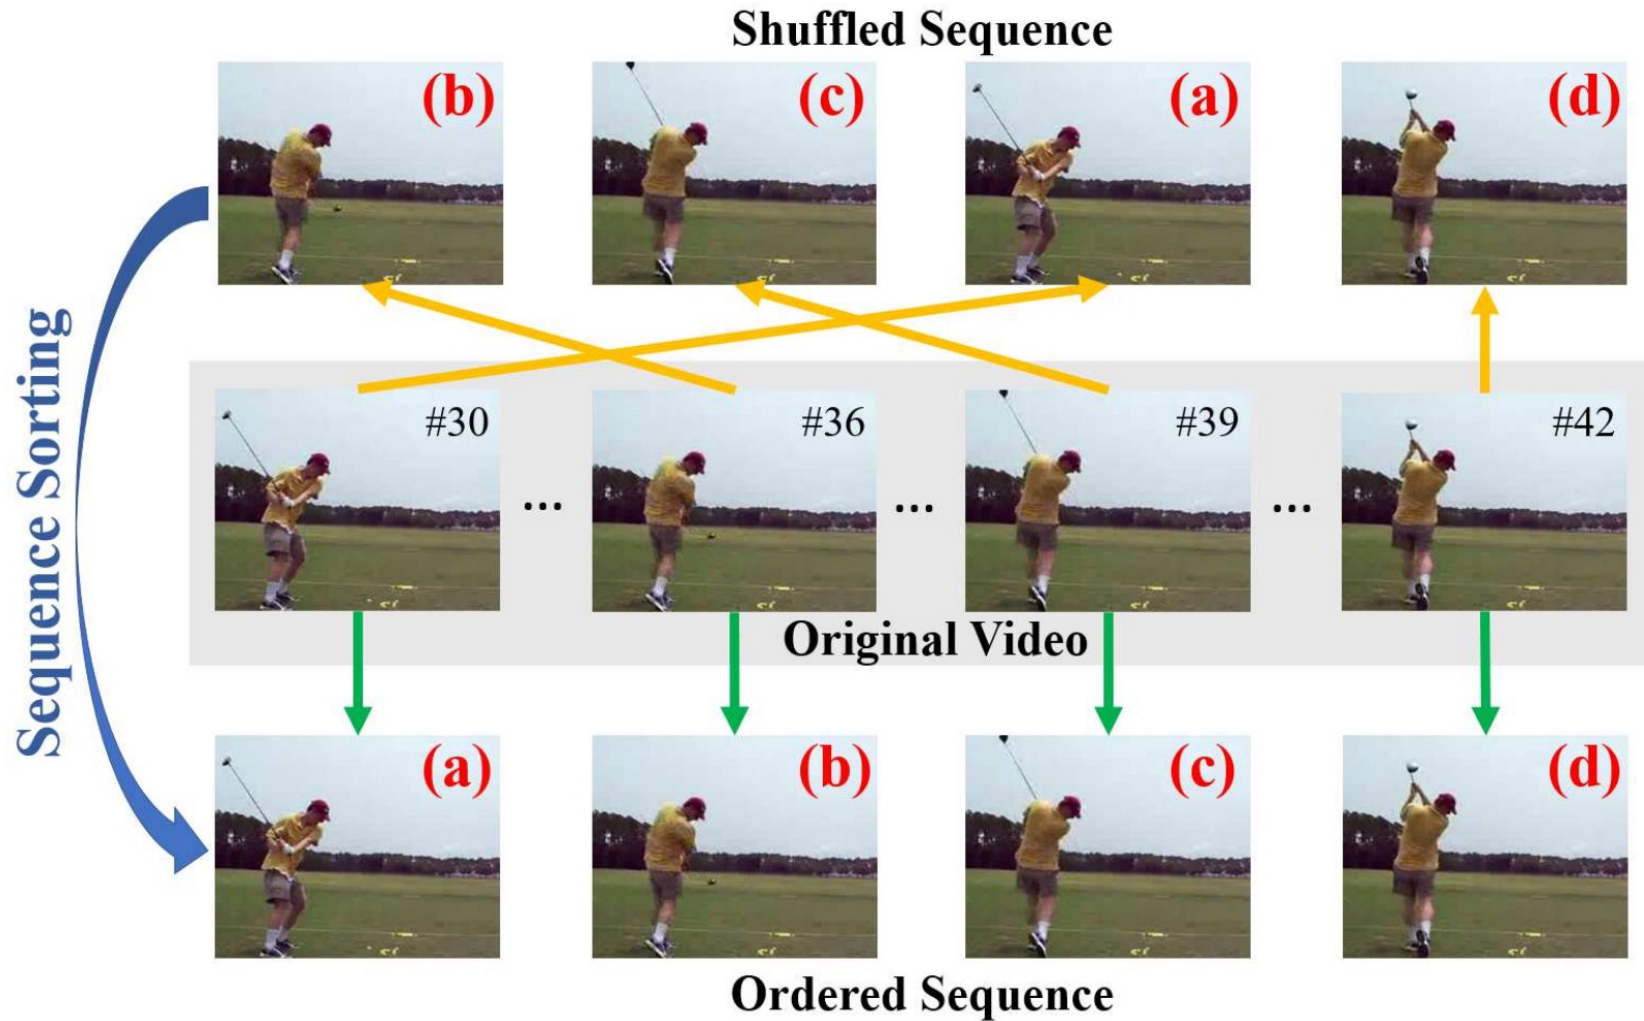 Shuffled Sequence
(b) (c) (a) (d)
Sequence Sorting
#30 ... #36 ... #39 ... #42
Original Video
(a) (b) (c) (d)
Ordered Sequence